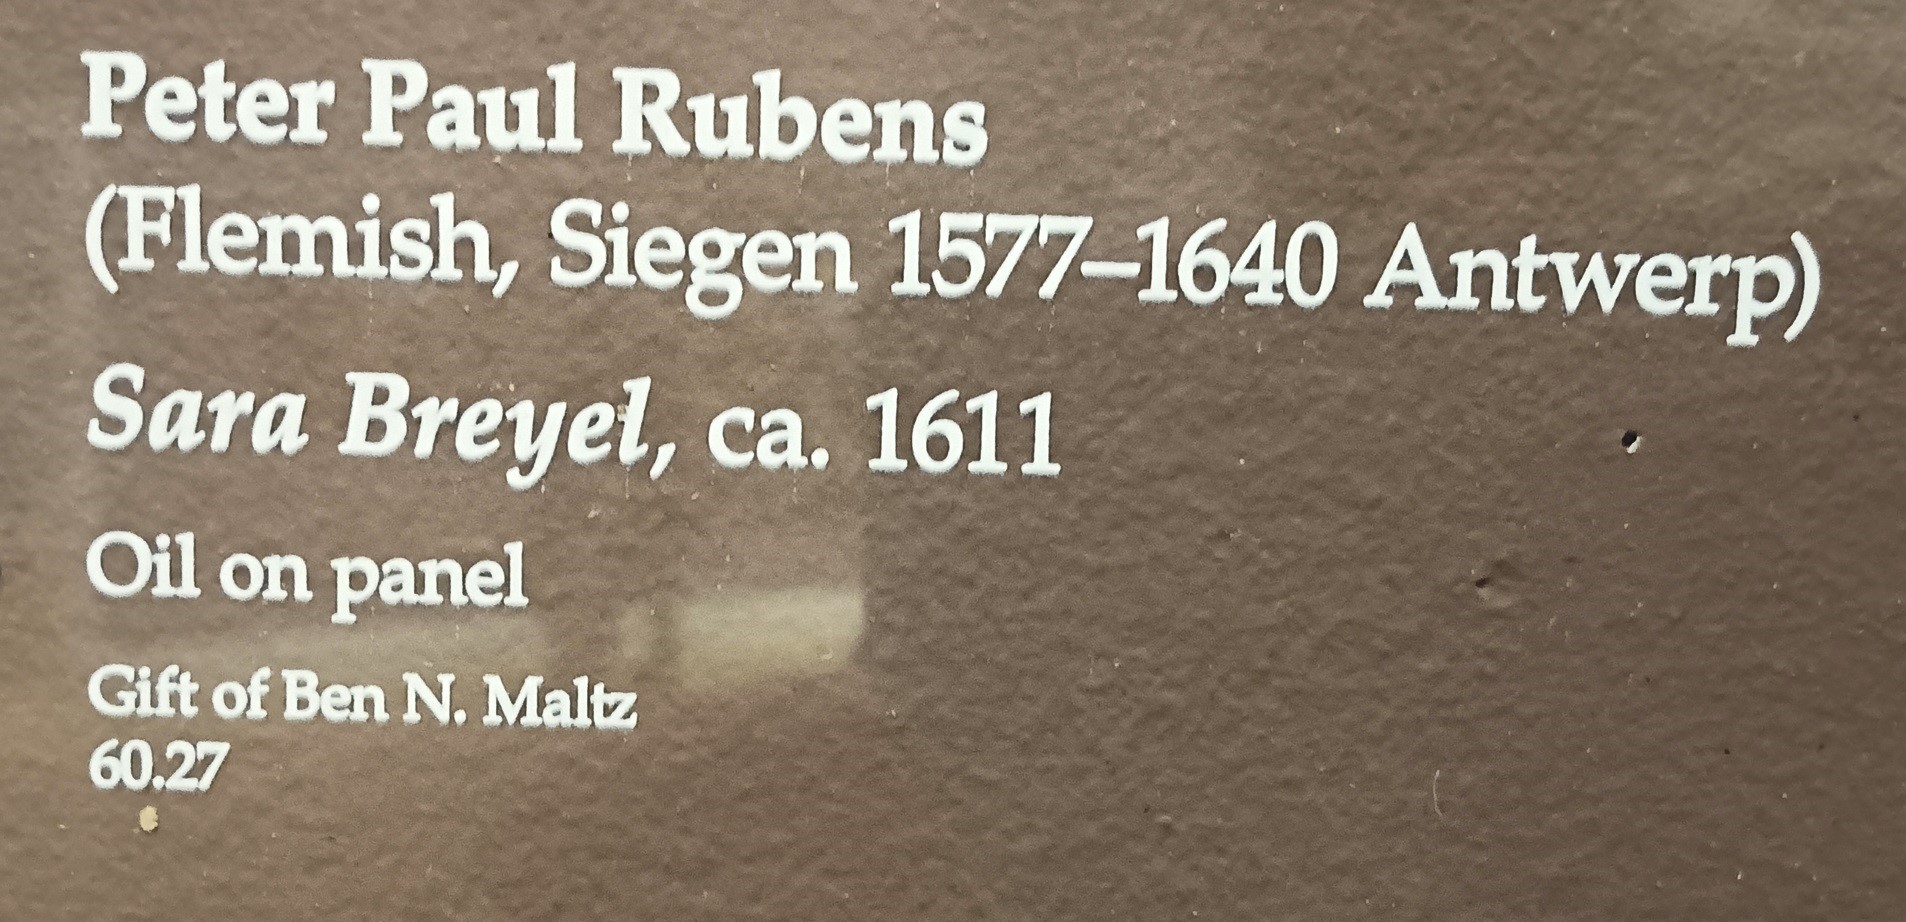 Peter Paul Rubens
(Flemish, Siegen 1577–1640 Antwerp)
Sara Breyel, ca. 1611
Oil on panel
Gift of Ben N. Maltz
60.27